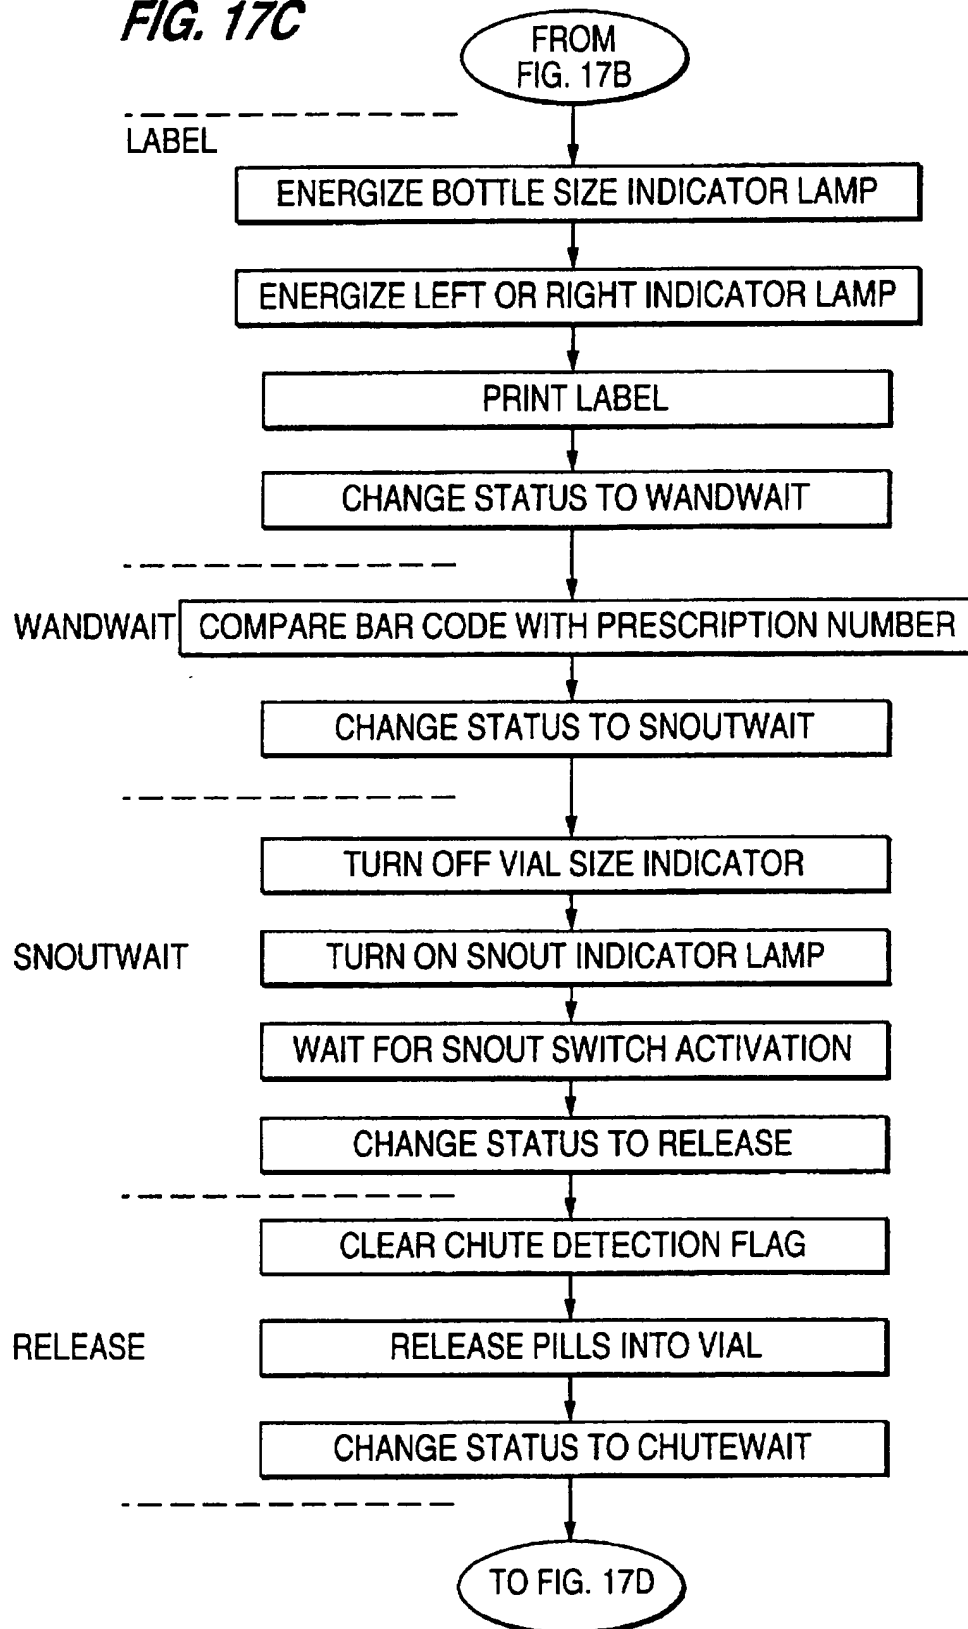 FIG. 17C
FROM
FIG. 17B
LABEL
ENERGIZE BOTTLE SIZE INDICATOR LAMP
ENERGIZE LEFT OR RIGHT INDICATOR LAMP
PRINT LABEL
CHANGE STATUS TO WANDWAIT
WANDWAIT
COMPARE BAR CODE WITH PRESCRIPTION NUMBER
CHANGE STATUS TO SNOUTWAIT
TURN OFF VIAL SIZE INDICATOR
SNOUTWAIT
TURN ON SNOUT INDICATOR LAMP
WAIT FOR SNOUT SWITCH ACTIVATION
CHANGE STATUS TO RELEASE
CLEAR CHUTE DETECTION FLAG
RELEASE
RELEASE PILLS INTO VIAL
CHANGE STATUS TO CHUTEWAIT
TO FIG. 17D